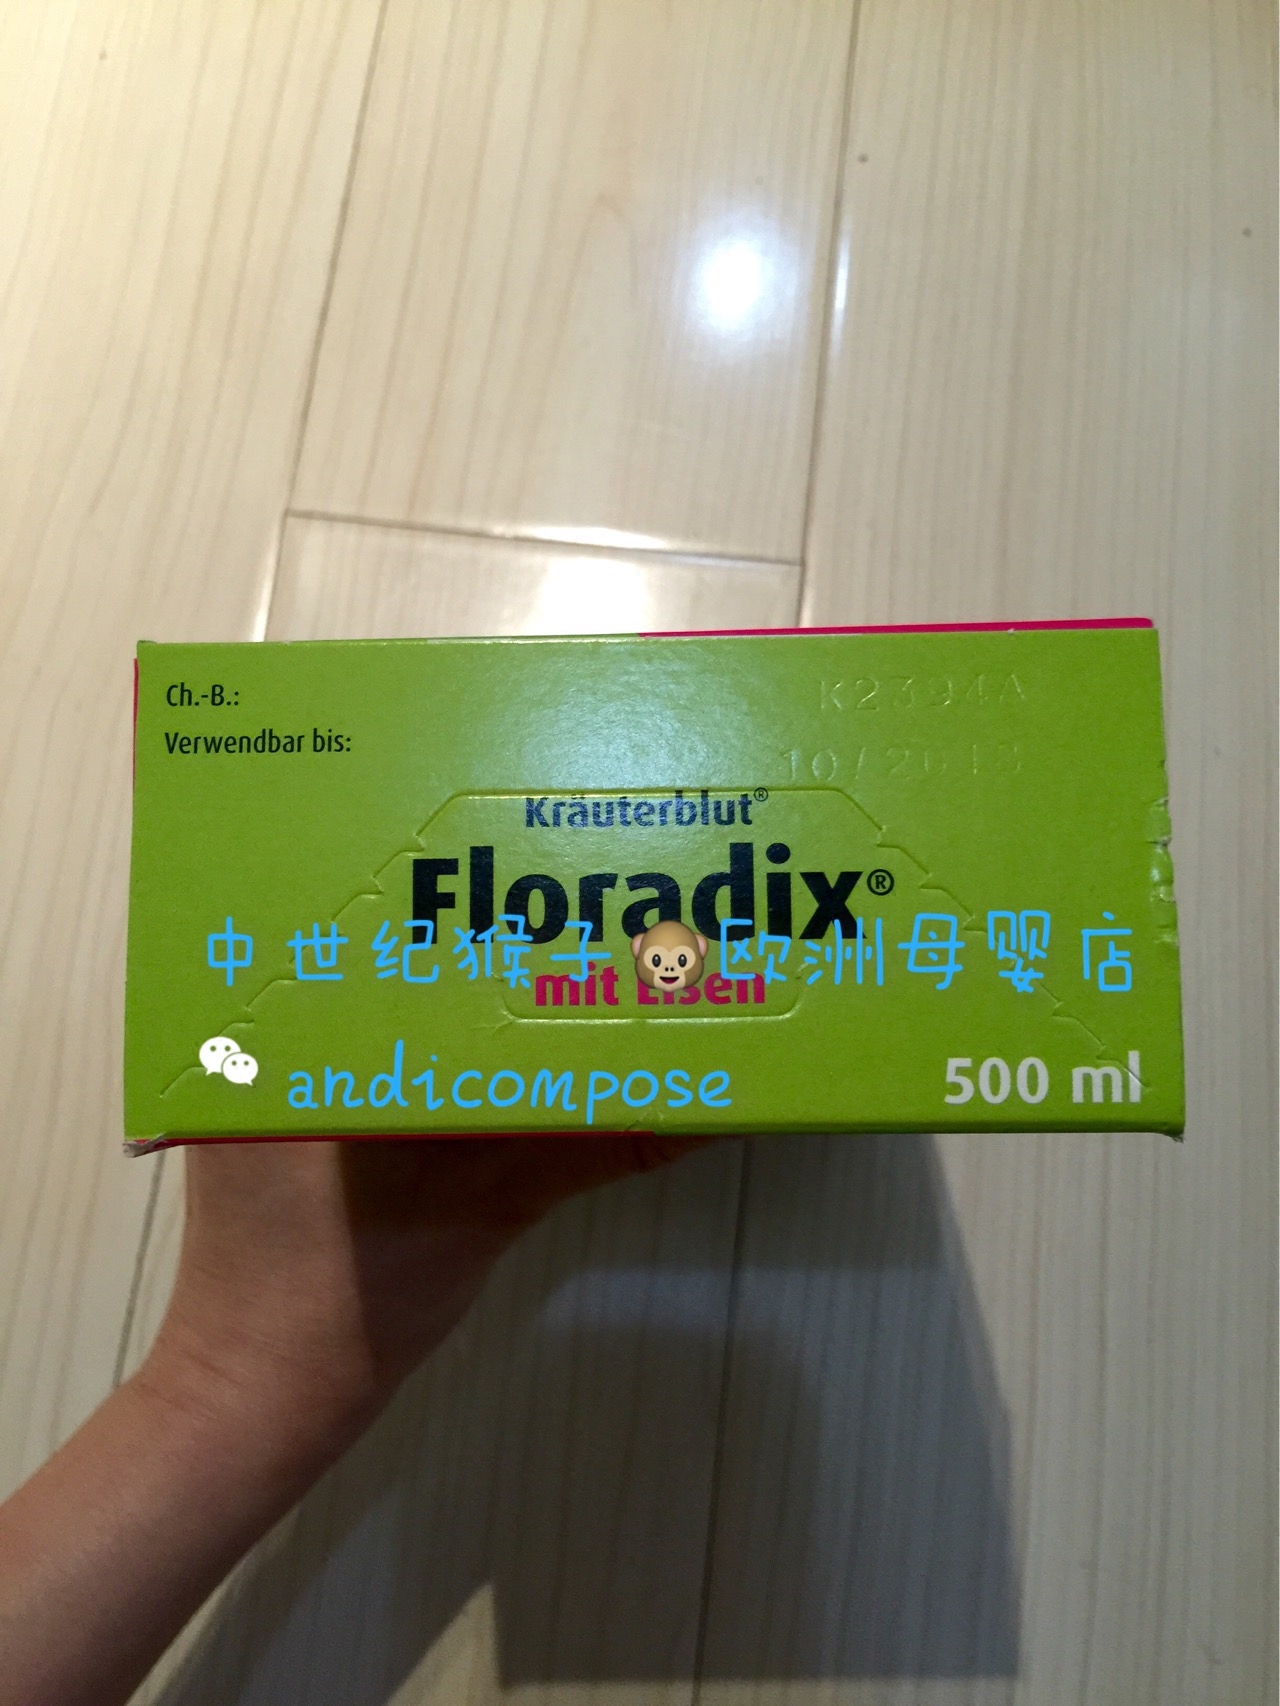 Ch.-B.: K2394A
Verwendbar bis: 10/2018
Kräuterblut®
Floradix®
中世纪猴子🐵欧洲母婴店
mit Eisen
andicompose
500 ml